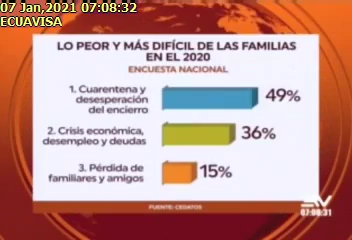 07 Jan,2021 07:08:32
ECUAVISA
LO PEOR Y MÁS DIFÍCIL DE LAS FAMILIAS
EN EL 2020
ENCUESTA NACIONAL
1. Cuarentena y
desesperación
del encierro
49%
2. Crisis económica,
desempleo y deudas
36%
3. Pérdida de
familiares y amigos
15%
FUENTE: CEDATOS
07:08:31